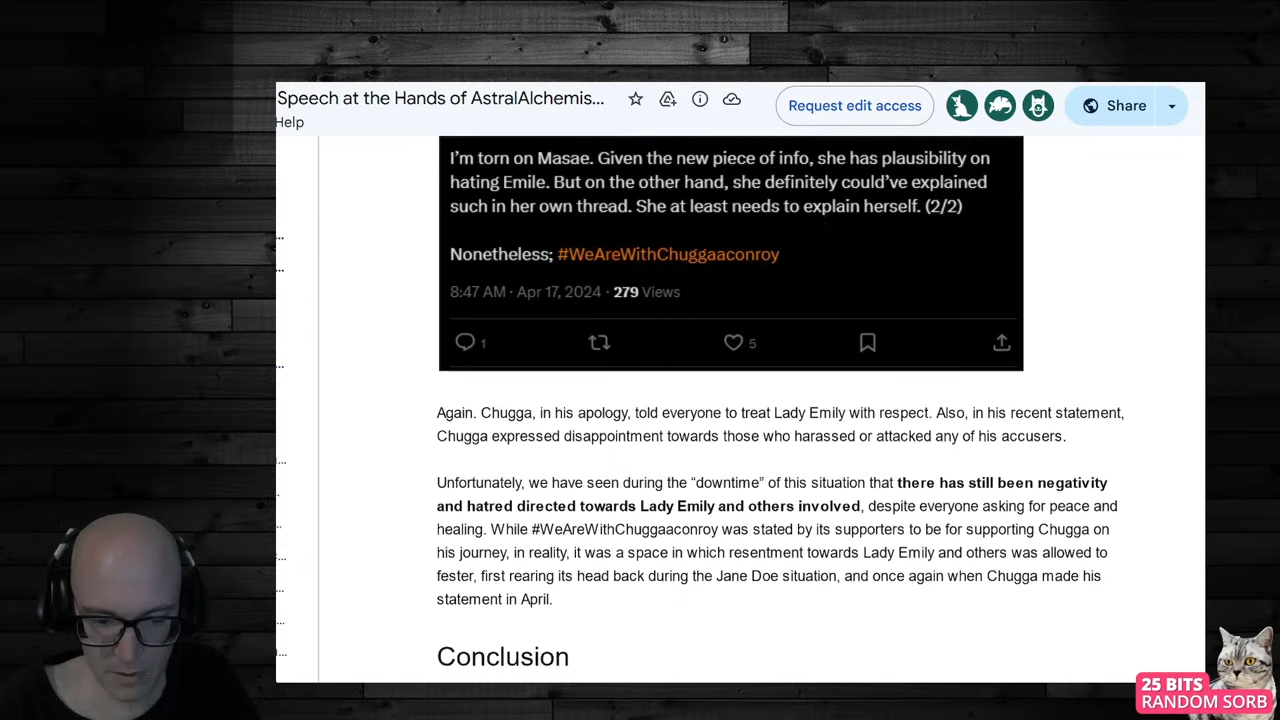 Speech at the Hands of AstralAlchemis...
Request edit access
Share
Help
I'm torn on Masae. Given the new piece of info, she has plausibility on
hating Emile. But on the other hand, she definitely could've explained
such in her own thread. She at least needs to explain herself. (2/2)
Nonetheless; #WeAreWithChuggaaconroy
8:47 AM · Apr 17, 2024 · 279 Views
1
5
Again. Chugga, in his apology, told everyone to treat Lady Emily with respect. Also, in his recent statement,
Chugga expressed disappointment towards those who harassed or attacked any of his accusers.
Unfortunately, we have seen during the “downtime” of this situation that there has still been negativity
and hatred directed towards Lady Emily and others involved, despite everyone asking for peace and
healing. While #WeAreWithChuggaaconroy was stated by its supporters to be for supporting Chugga on
his journey, in reality, it was a space in which resentment towards Lady Emily and others was allowed to
fester, first rearing its head back during the Jane Doe situation, and once again when Chugga made his
statement in April.
Conclusion
25 BITS
RANDOM SORB